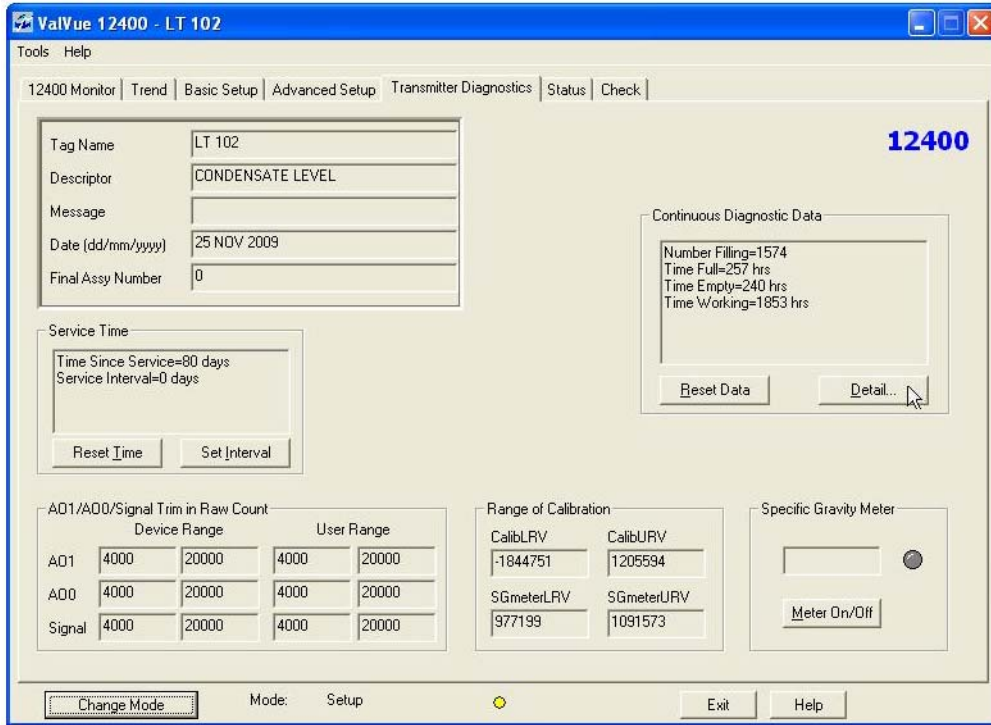 ValVue 12400 - LT 102
Tools Help
12400 Monitor Trend Basic Setup Advanced Setup Transmitter Diagnostics Status Check
Tag Name LT 102
Descriptor CONDENSATE LEVEL
Message
Date (dd/mm/yyyy) 25 NOV 2009
Final Assy Number 0
12400
Continuous Diagnostic Data
Number Filling=1574
Time Full=257 hrs
Time Empty=240 hrs
Time Working=1853 hrs
Reset Data Detail...
Service Time
Time Since Service=80 days
Service Interval=0 days
Reset Time Set Interval
AO1/AO0/Signal Trim in Raw Count
Device Range User Range
AO1 4000 20000 4000 20000
AO0 4000 20000 4000 20000
Signal 4000 20000 4000 20000
Range of Calibration
CalibLRV CalibURV
-1844751 1205594
SGmeterLRV SGmeterURV
977199 1091573
Specific Gravity Meter
Meter On/Off
Change Mode Mode: Setup Exit Help